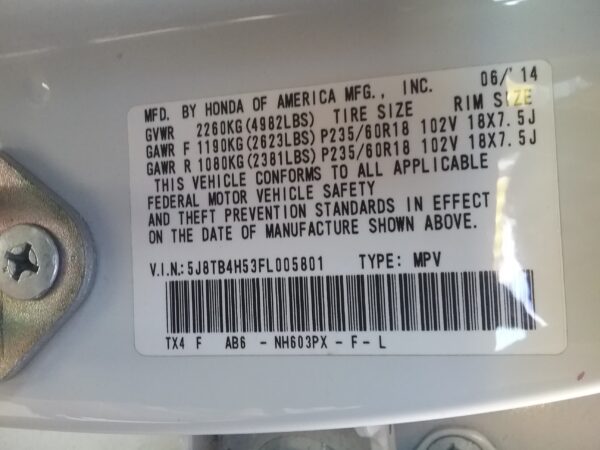 MFD. BY HONDA OF AMERICA MFG., INC. 06/ 14
GVWR 2260KG(4982LBS) TIRE SIZE RIM SIZE
GAWR F 1190KG(2623LBS) P235/60R18 102V 18X7.5J
GAWR R 1080KG(2381LBS) P235/60R18 102V 18X7.5J
THIS VEHICLE CONFORMS TO ALL APPLICABLE
FEDERAL MOTOR VEHICLE SAFETY
AND THEFT PREVENTION STANDARDS IN EFFECT
ON THE DATE OF MANUFACTURE SHOWN ABOVE.
V.I.N.: 5J8TB4H53FL005801 TYPE: MPV
TX4 F AB6 - NH603PX - F - L